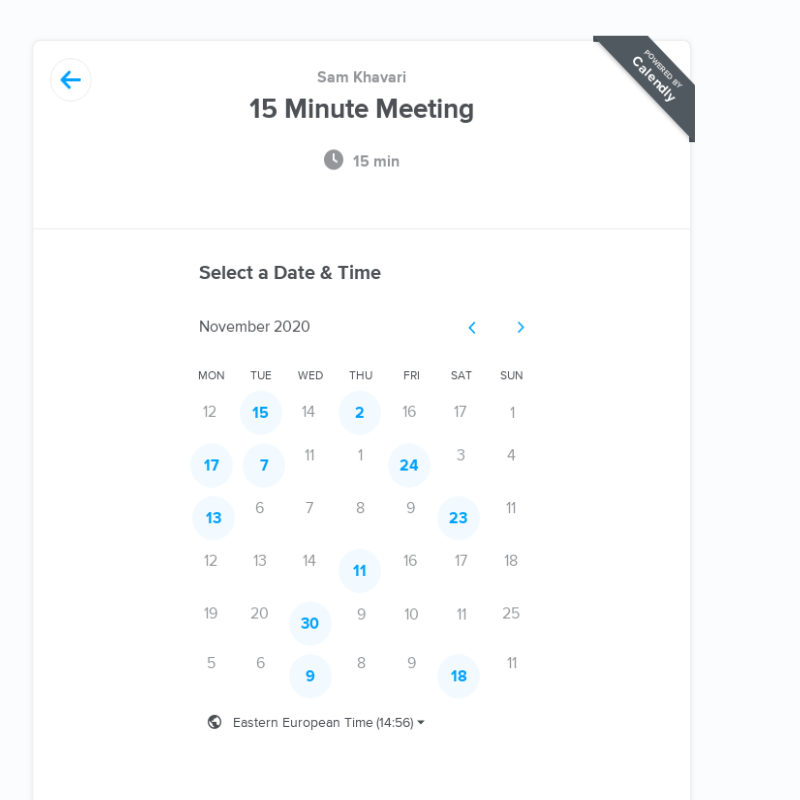 POWERED BY
Calendly
Sam Khavari
15 Minute Meeting
15 min
Select a Date & Time
November 2020
MON TUE WED THU FRI SAT SUN
12 15 14 2 16 17 1
17 7 11 1 24 3 4
13 6 7 8 9 23 11
12 13 14 11 16 17 18
19 20 30 9 10 11 25
5 6 9 8 9 18 11
Eastern European Time (14:56)